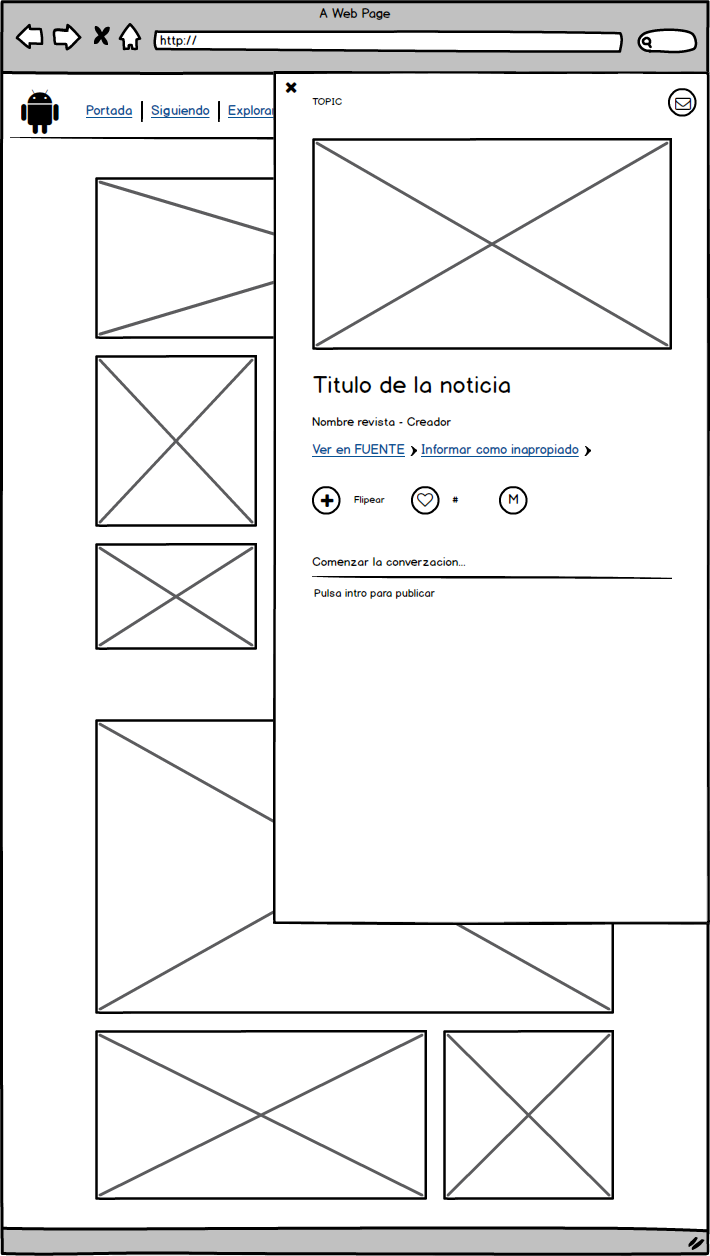 A Web Page
http://
Portada Siguiendo Explorar
TOPIC
Titulo de la noticia
Nombre revista - Creador
Ver en FUENTE Informar como inapropiado
Flipear # M
Comenzar la converzacion...
Pulsa intro para publicar